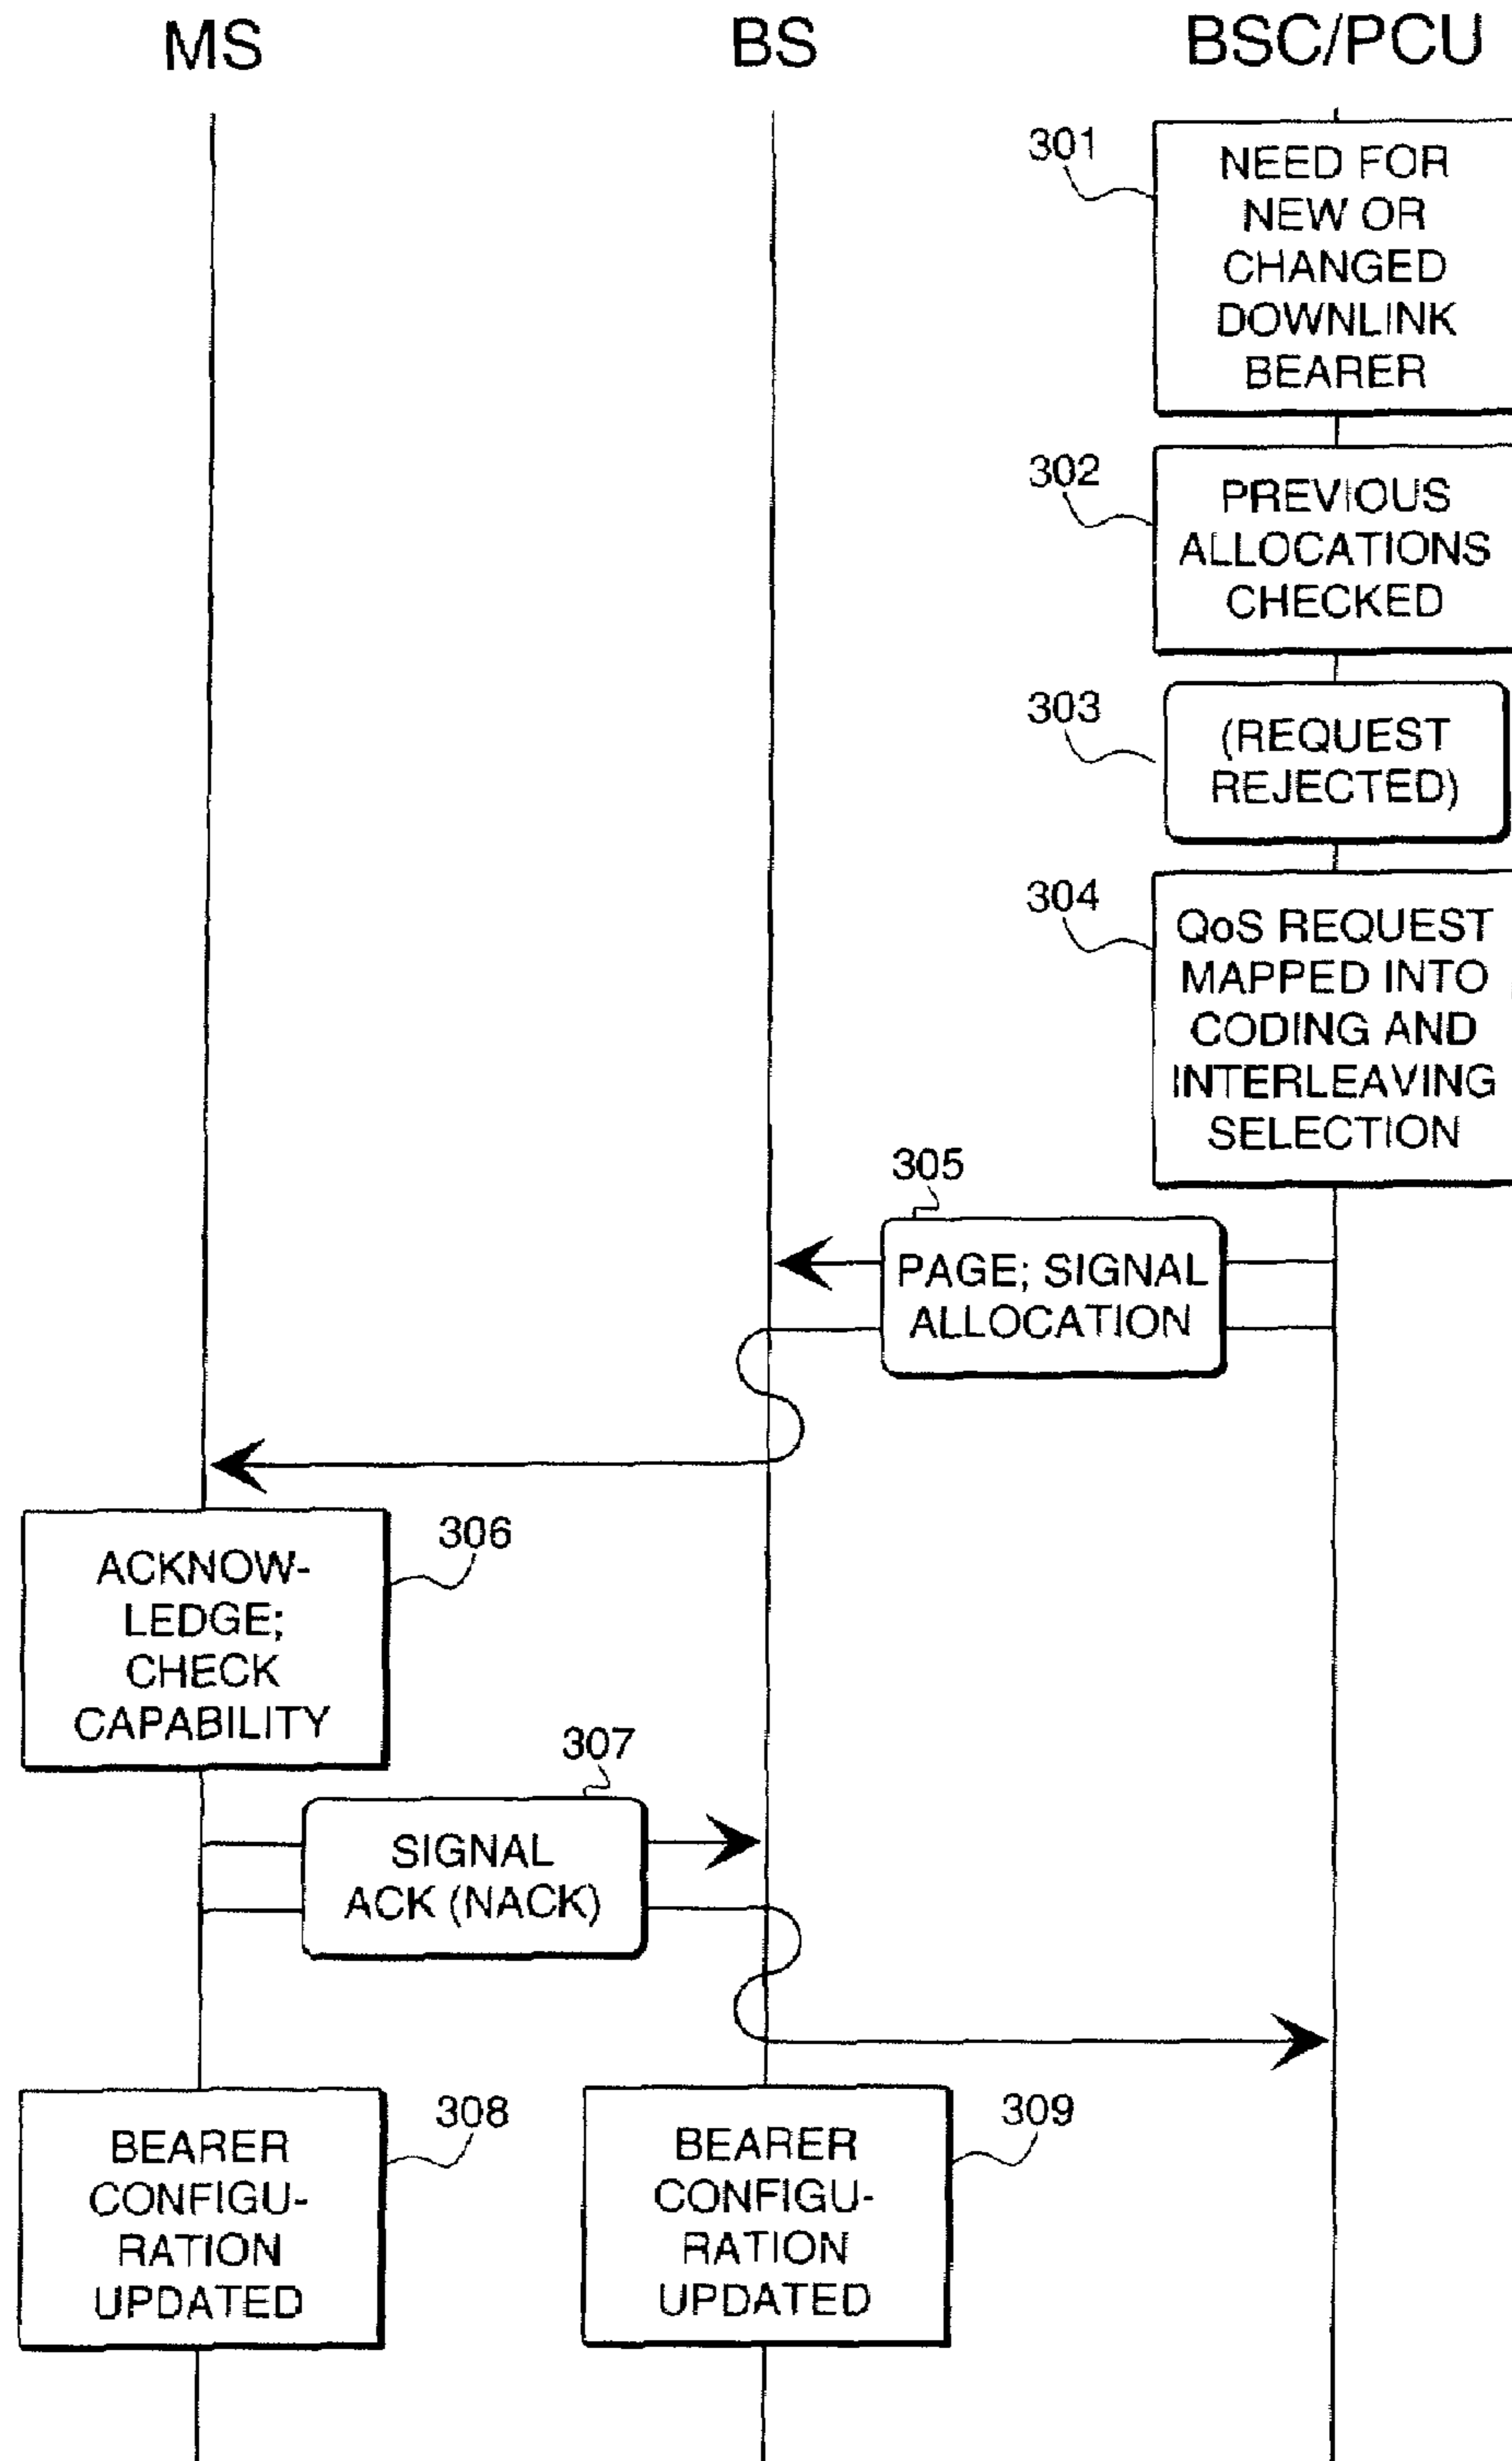 MS
BS
BSC/PCU
301
NEED FOR
NEW OR
CHANGED
DOWNLINK
BEARER
302
PREVIOUS
ALLOCATIONS
CHECKED
303
(REQUEST
REJECTED)
304
QoS REQUEST
MAPPED INTO
CODING AND
INTERLEAVING
SELECTION
305
PAGE; SIGNAL
ALLOCATION
306
ACKNOW-
LEDGE;
CHECK
CAPABILITY
307
SIGNAL
ACK (NACK)
308
BEARER
CONFIGU-
RATION
UPDATED
309
BEARER
CONFIGU-
RATION
UPDATED